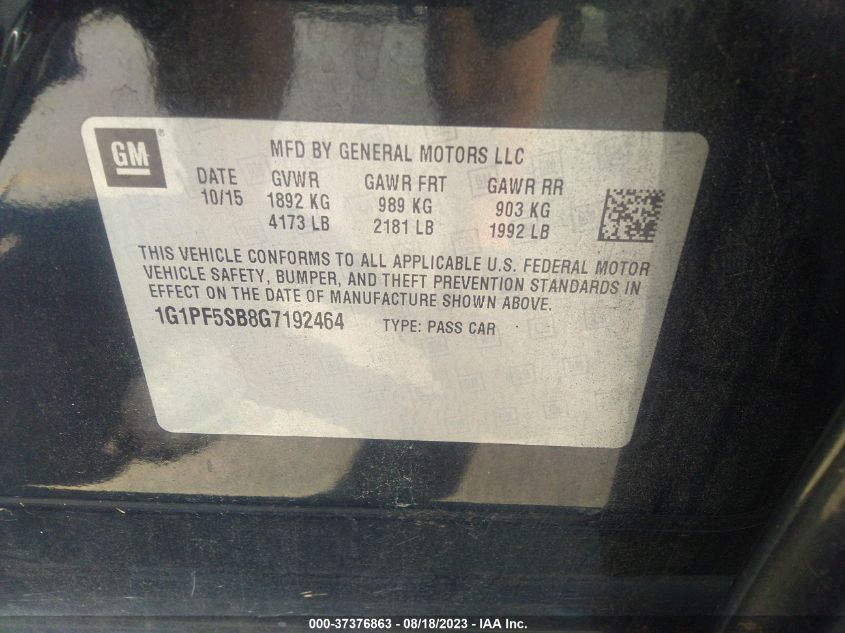 GM
MFD BY GENERAL MOTORS LLC
DATE GVWR GAWR FRT GAWR RR
10/15 1892 KG 989 KG 903 KG
4173 LB 2181 LB 1992 LB
THIS VEHICLE CONFORMS TO ALL APPLICABLE U.S. FEDERAL MOTOR
VEHICLE SAFETY, BUMPER, AND THEFT PREVENTION STANDARDS IN
EFFECT ON THE DATE OF MANUFACTURE SHOWN ABOVE.
1G1PF5SB8G7192464 TYPE: PASS CAR
000-37376863 - 08/18/2023 - IAA Inc.